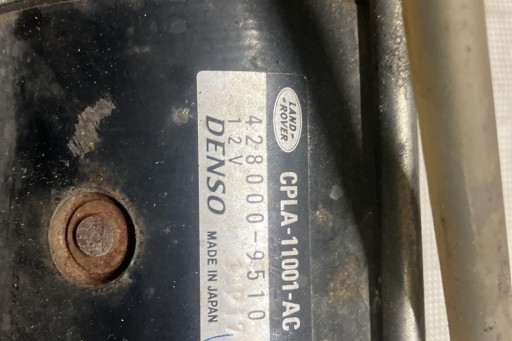 LAND-
-ROVER
CPLA-11001-AC
428000-9510
12V
DENSO MADE IN JAPAN